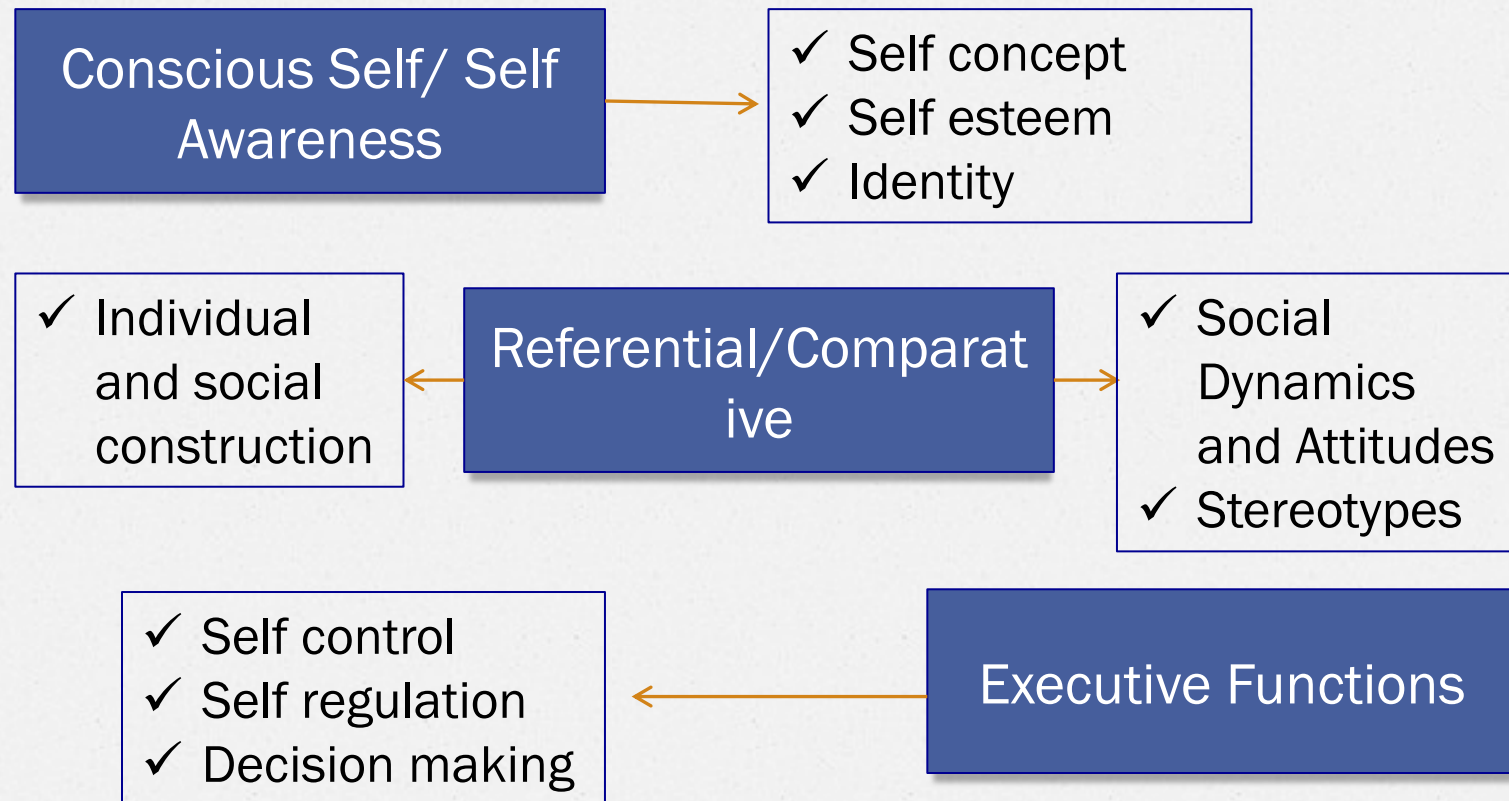 Conscious Self/ Self
Awareness
✓ Self concept
✓ Self esteem
✓ Identity
✓ Individual
and social
construction
Referential/Comparat
ive
✓ Social
Dynamics
and Attitudes
✓ Stereotypes
✓ Self control
✓ Self regulation
✓ Decision making
Executive Functions